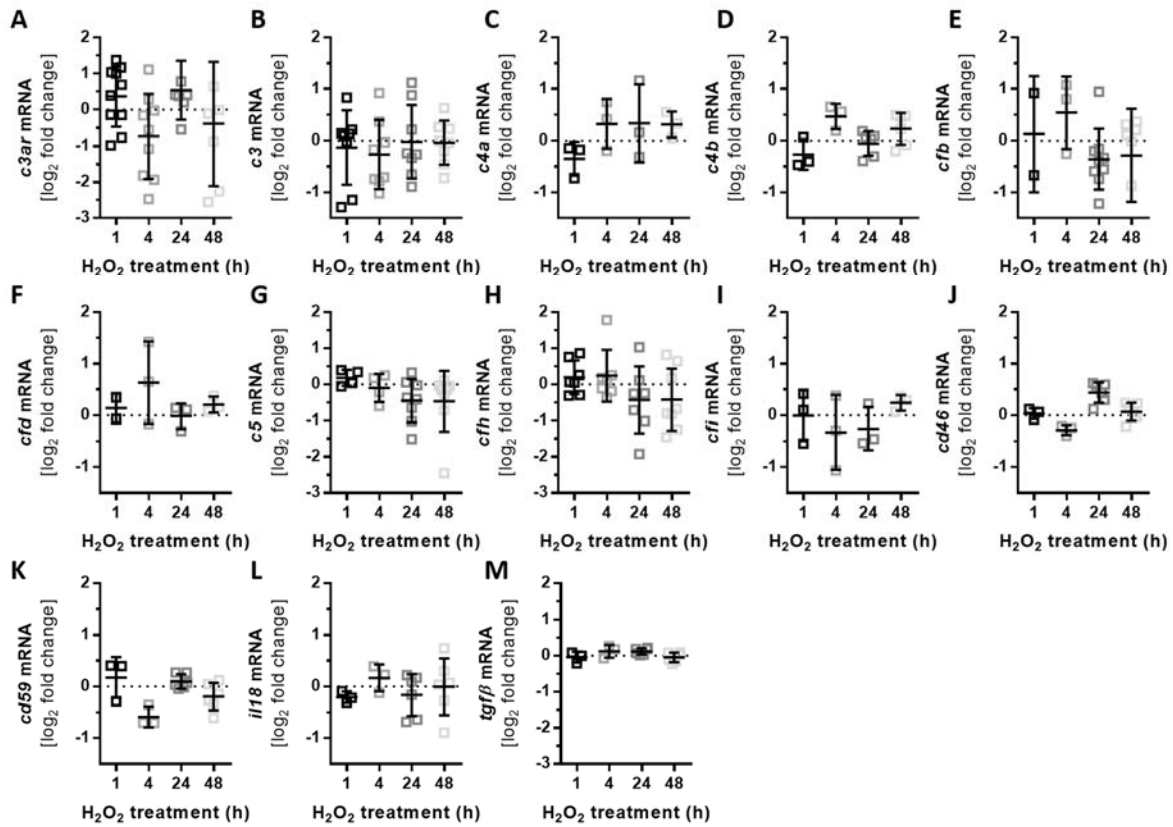 A
c3ar mRNA
[log2 fold change]
2
1
0
-1
-2
-3
1 4 24 48
H2O2 treatment (h)
B
c3 mRNA
[log2 fold change]
2
1
0
-1
1 4 24 48
H2O2 treatment (h)
C
c4a mRNA
[log2 fold change]
2
1
0
-1
1 4 24 48
H2O2 treatment (h)
D
c4b mRNA
[log2 fold change]
2
1
0
-1
1 4 24 48
H2O2 treatment (h)
E
cfb mRNA
[log2 fold change]
2
1
0
-1
1 4 24 48
H2O2 treatment (h)
F
cfd mRNA
[log2 fold change]
2
1
0
-1
1 4 24 48
H2O2 treatment (h)
G
c5 mRNA
[log2 fold change]
2
1
0
-1
-2
-3
1 4 24 48
H2O2 treatment (h)
H
cfh mRNA
[log2 fold change]
2
1
0
-1
-2
-3
1 4 24 48
H2O2 treatment (h)
I
cfi mRNA
[log2 fold change]
2
1
0
-1
1 4 24 48
H2O2 treatment (h)
J
cd46 mRNA
[log2 fold change]
2
1
0
-1
1 4 24 48
H2O2 treatment (h)
K
cd59 mRNA
[log2 fold change]
2
1
0
-1
1 4 24 48
H2O2 treatment (h)
L
il18 mRNA
[log2 fold change]
2
1
0
-1
1 4 24 48
H2O2 treatment (h)
M
tgfβ mRNA
[log2 fold change]
2
1
0
-1
-2
-3
1 4 24 48
H2O2 treatment (h)